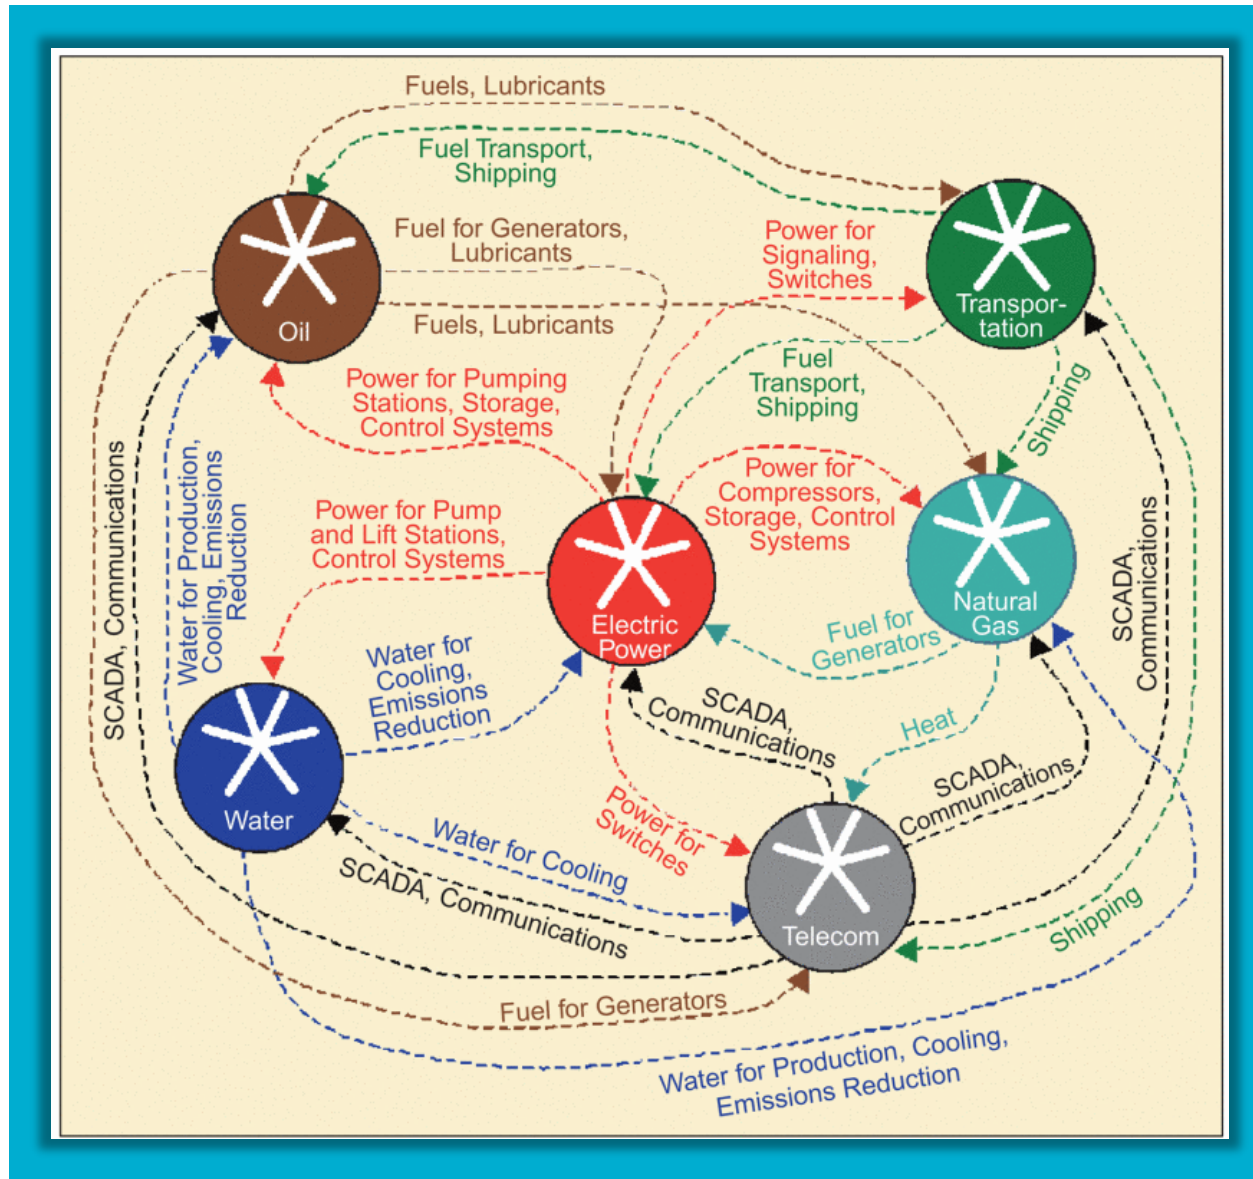 Fuels, Lubricants
Fuel Transport,
Shipping
Fuel for Generators,
Lubricants
Fuels, Lubricants
Oil
Power for
Signaling,
Switches
Transpor-
tation
Fuel
Transport,
Shipping
Shipping
Power for Pumping
Stations, Storage,
Control Systems
Power for Pump
and Lift Stations,
Control Systems
Power for
Compressors,
Storage, Control
Systems
SCADA, Communications
Water for Production,
Cooling, Emissions
Reduction
Electric
Power
Natural
Gas
Fuel for
Generators
SCADA,
Communications
Water for
Cooling,
Emissions
Reduction
SCADA,
Communications
Heat
SCADA,
Communications
Water
Power for
Switches
Water for Cooling
SCADA, Communications
Telecom
Shipping
Fuel for Generators
Water for Production, Cooling,
Emissions Reduction